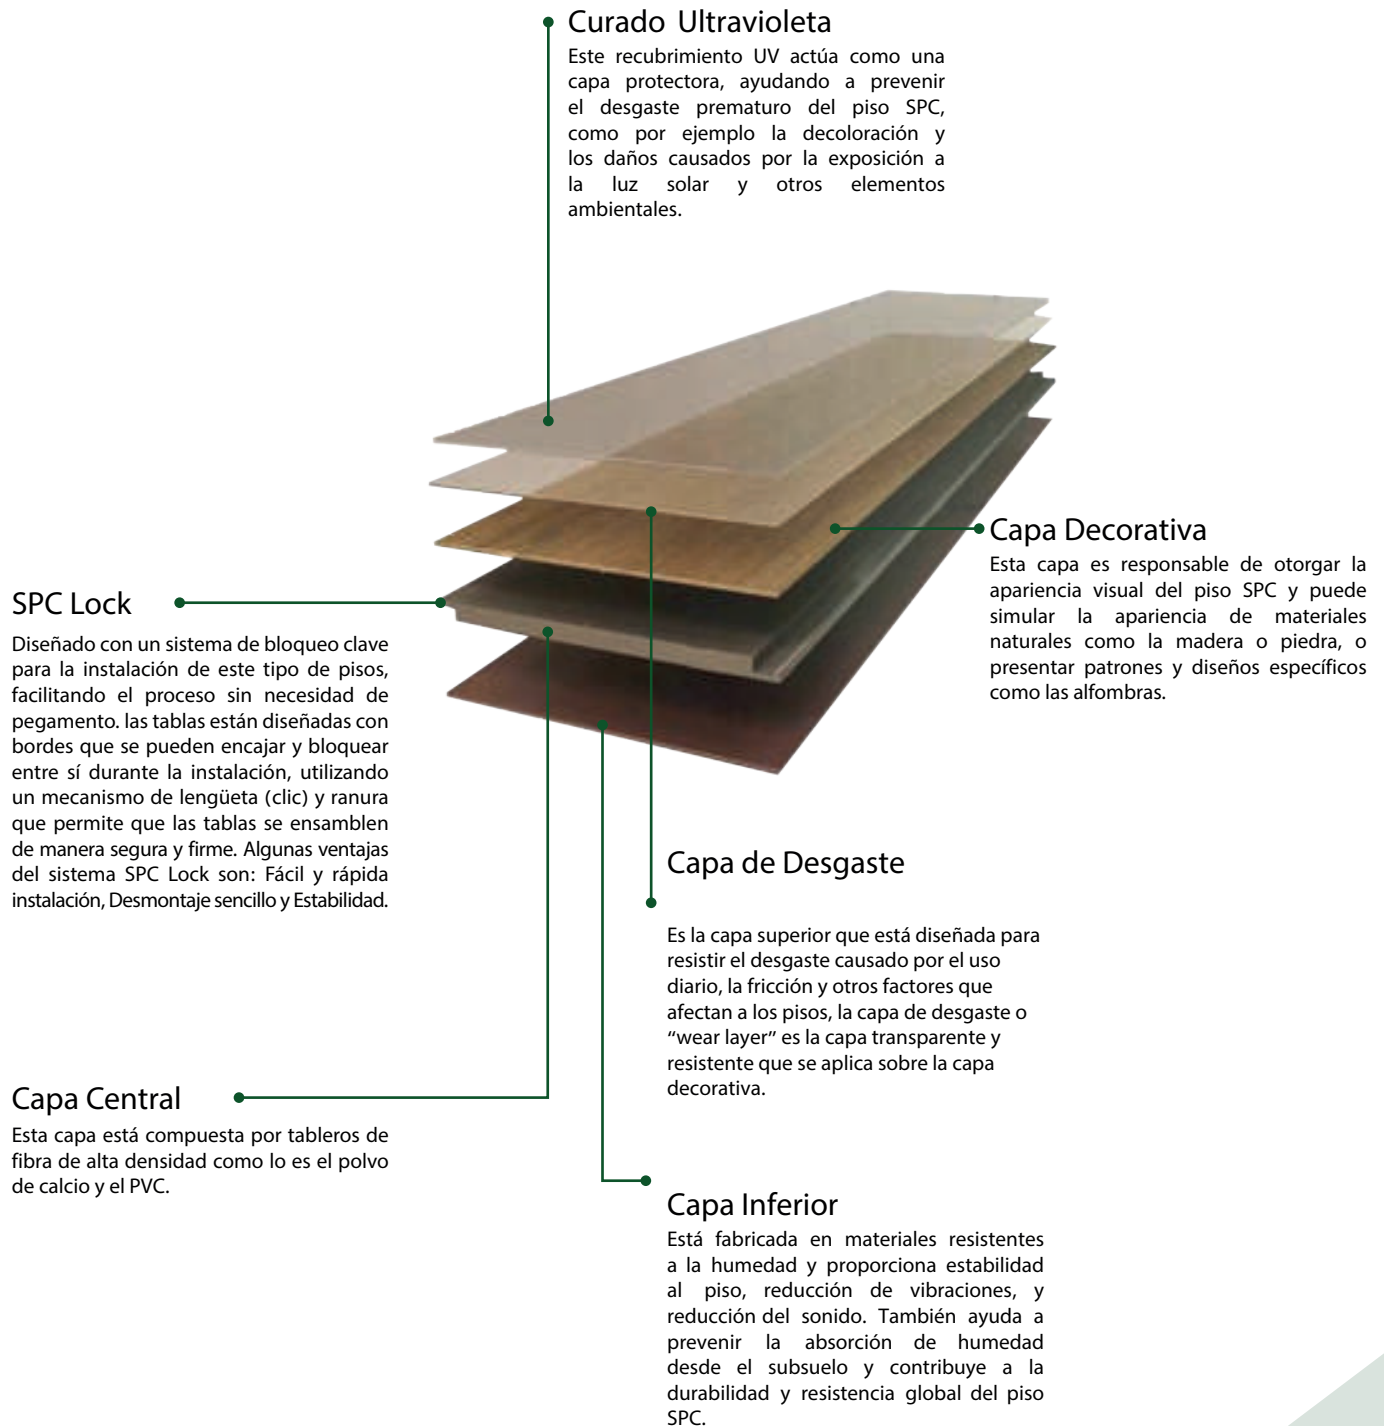 Curado Ultravioleta
Este recubrimiento UV actúa como una
capa protectora, ayudando a prevenir
el desgaste prematuro del piso SPC,
como por ejemplo la decoloración y
los daños causados por la exposición a
la luz solar y otros elementos
ambientales.
Capa Decorativa
Esta capa es responsable de otorgar la
apariencia visual del piso SPC y puede
simular la apariencia de materiales
naturales como la madera o piedra, o
presentar patrones y diseños específicos
como las alfombras.
SPC Lock
Diseñado con un sistema de bloqueo clave
para la instalación de este tipo de pisos,
facilitando el proceso sin necesidad de
pegamento. las tablas están diseñadas con
bordes que se pueden encajar y bloquear
entre sí durante la instalación, utilizando
un mecanismo de lengüeta (clic) y ranura
que permite que las tablas se ensamblen
de manera segura y firme. Algunas ventajas
del sistema SPC Lock son: Fácil y rápida
instalación, Desmontaje sencillo y Estabilidad.
Capa de Desgaste
Es la capa superior que está diseñada para
resistir el desgaste causado por el uso
diario, la fricción y otros factores que
afectan a los pisos, la capa de desgaste o
“wear layer” es la capa transparente y
resistente que se aplica sobre la capa
decorativa.
Capa Central
Esta capa está compuesta por tableros de
fibra de alta densidad como lo es el polvo
de calcio y el PVC.
Capa Inferior
Está fabricada en materiales resistentes
a la humedad y proporciona estabilidad
al piso, reducción de vibraciones, y
reducción del sonido. También ayuda a
prevenir la absorción de humedad
desde el subsuelo y contribuye a la
durabilidad y resistencia global del piso
SPC.